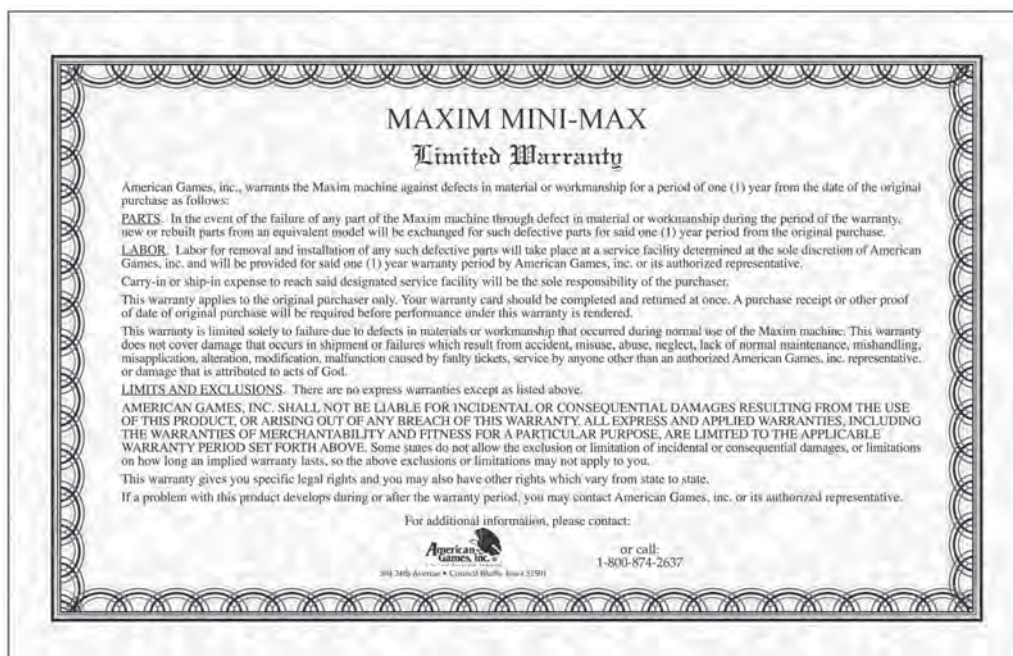 MAXIM MINI-MAX
Limited Warranty
American Games, inc., warrants the Maxim machine against defects in material or workmanship for a period of one (1) year from the date of the original
purchase as follows:
PARTS. In the event of the failure of any part of the Maxim machine through defect in material or workmanship during the period of the warranty,
new or rebuilt parts from an equivalent model will be exchanged for such defective parts for said one (1) year period from the original purchase.
LABOR. Labor for removal and installation of any such defective parts will take place at a service facility determined at the sole discretion of American
Games, inc. and will be provided for said one (1) year warranty period by American Games, inc. or its authorized representative.
Carry-in or ship-in expense to reach said designated service facility will be the sole responsibility of the purchaser.
This warranty applies to the original purchaser only. Your warranty card should be completed and returned at once. A purchase receipt or other proof
of date of original purchase will be required before performance under this warranty is rendered.
This warranty is limited solely to failure due to defects in materials or workmanship that occurred during normal use of the Maxim machine. This warranty
does not cover damage that occurs in shipment or failures which result from accident, misuse, abuse, neglect, lack of normal maintenance, mishandling,
misapplication, alteration, modification, malfunction caused by faulty tickets, service by anyone other than an authorized American Games, inc. representative,
or damage that is attributed to acts of God.
LIMITS AND EXCLUSIONS. There are no express warranties except as listed above.
AMERICAN GAMES, INC. SHALL NOT BE LIABLE FOR INCIDENTAL OR CONSEQUENTIAL DAMAGES RESULTING FROM THE USE
OF THIS PRODUCT, OR ARISING OUT OF ANY BREACH OF THIS WARRANTY. ALL EXPRESS AND APPLIED WARRANTIES, INCLUDING
THE WARRANTIES OF MERCHANTABILITY AND FITNESS FOR A PARTICULAR PURPOSE, ARE LIMITED TO THE APPLICABLE
WARRANTY PERIOD SET FORTH ABOVE. Some states do not allow the exclusion or limitation of incidental or consequential damages, or limitations
on how long an implied warranty lasts, so the above exclusions or limitations may not apply to you.
This warranty gives you specific legal rights and you may also have other rights which vary from state to state.
If a problem with this product develops during or after the warranty period, you may contact American Games, inc. or its authorized representative.
For additional information, please contact:
American
Games, Inc.
34th Avenue • Council Bluffs, Iowa 51501
or call:
1-800-874-2637